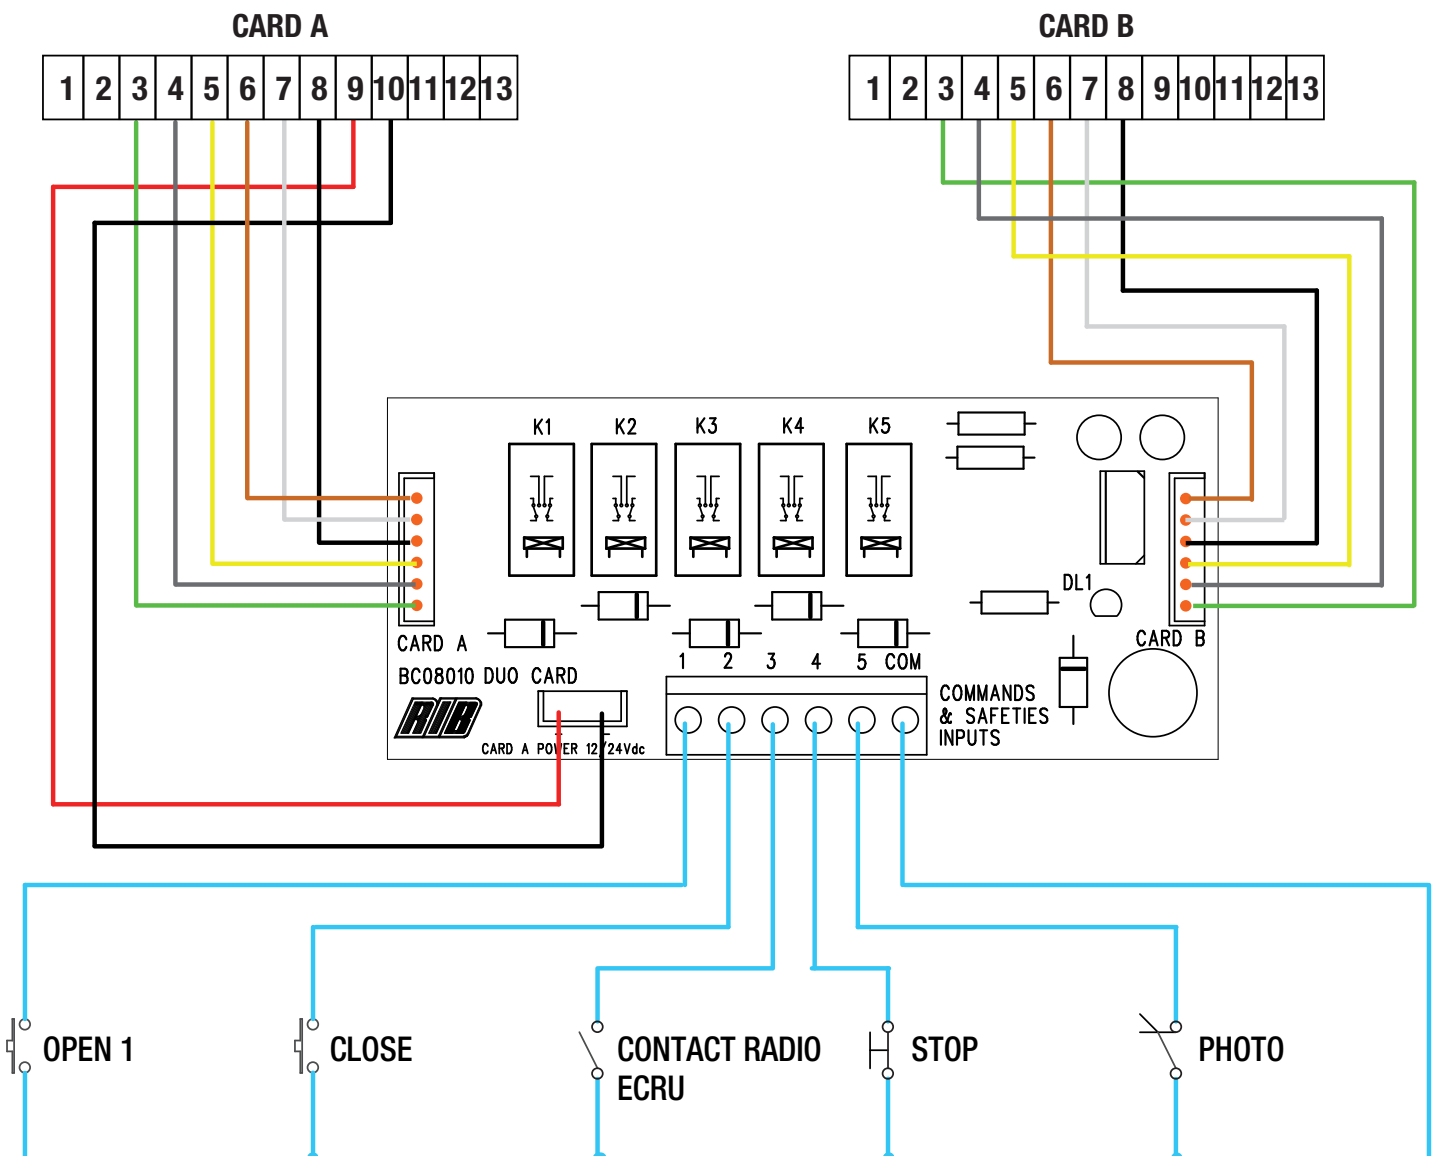 CARD A
CARD B
1 2 3 4 5 6 7 8 9 10 11 12 13
1 2 3 4 5 6 7 8 9 10 11 12 13
K1 K2 K3 K4 K5
DL1
CARD A
CARD B
1 2 3 4 5 COM
BC08010 DUO CARD
RIB
COMMANDS
& SAFETIES
INPUTS
CARD A POWER 12/24Vdc
OPEN 1
CLOSE
CONTACT RADIO
ECRU
STOP
PHOTO